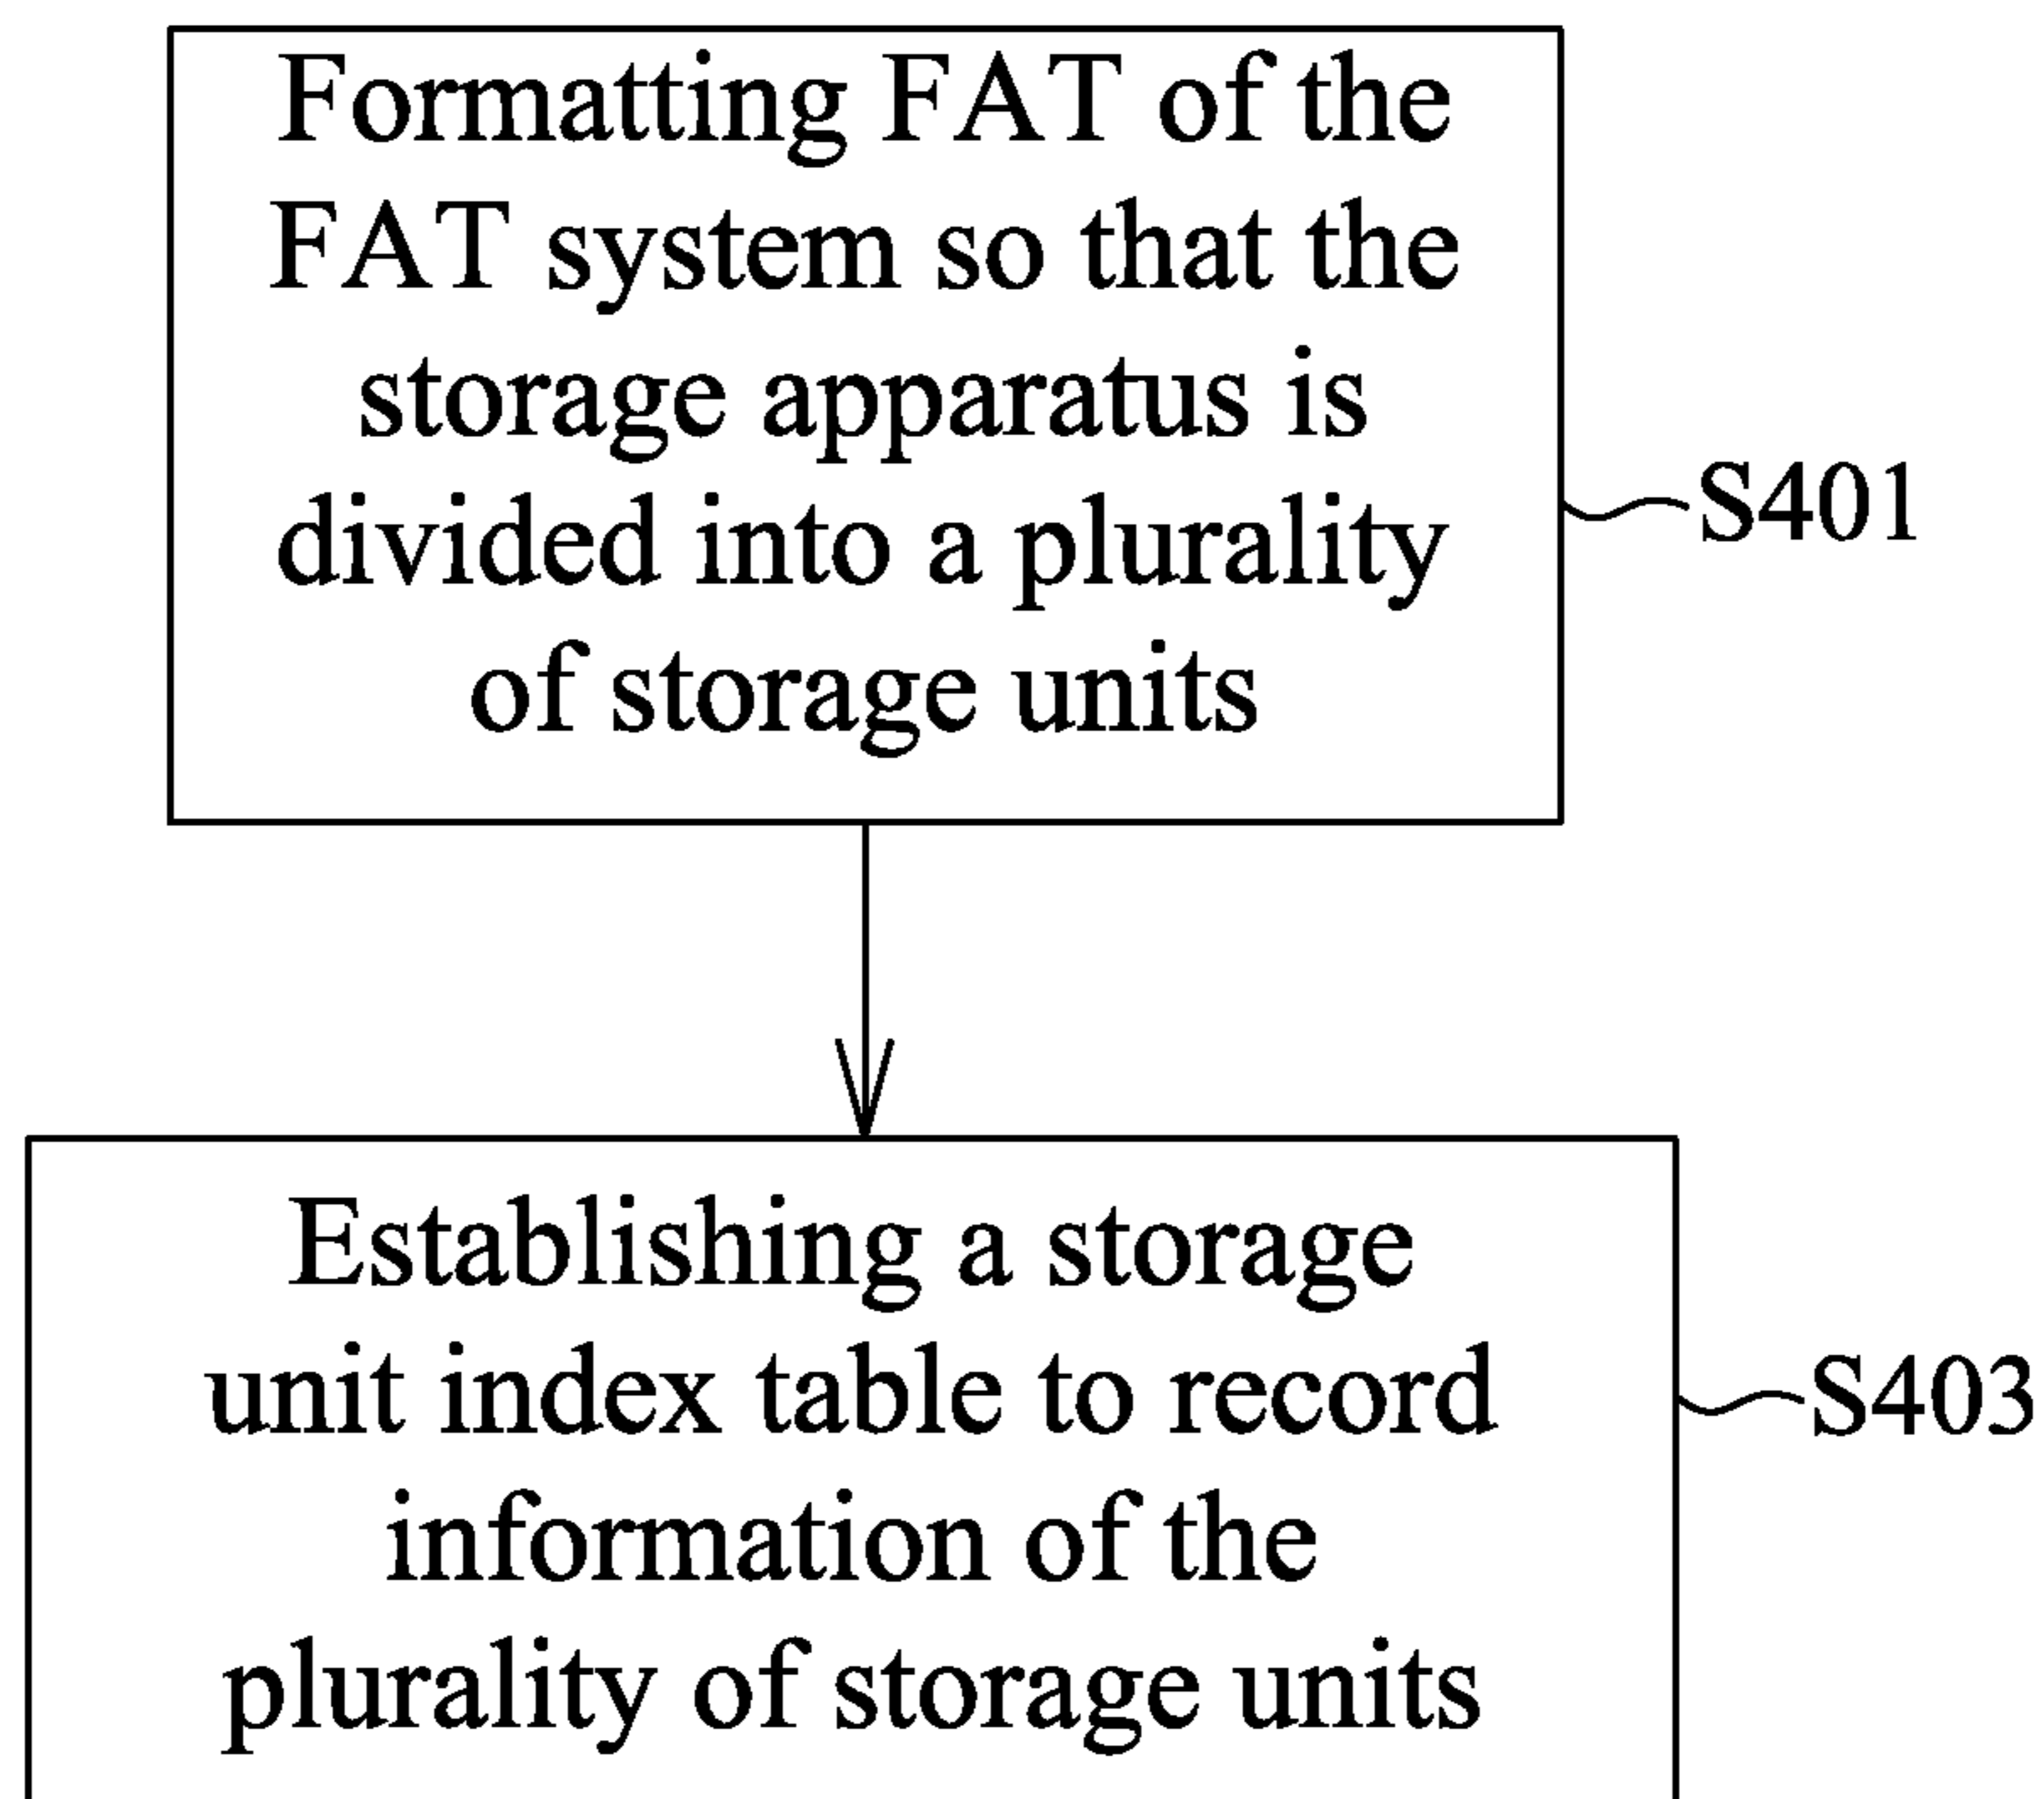 Formatting FAT of the
FAT system so that the
storage apparatus is
divided into a plurality
of storage units
S401
Establishing a storage
unit index table to record
information of the
plurality of storage units
S403